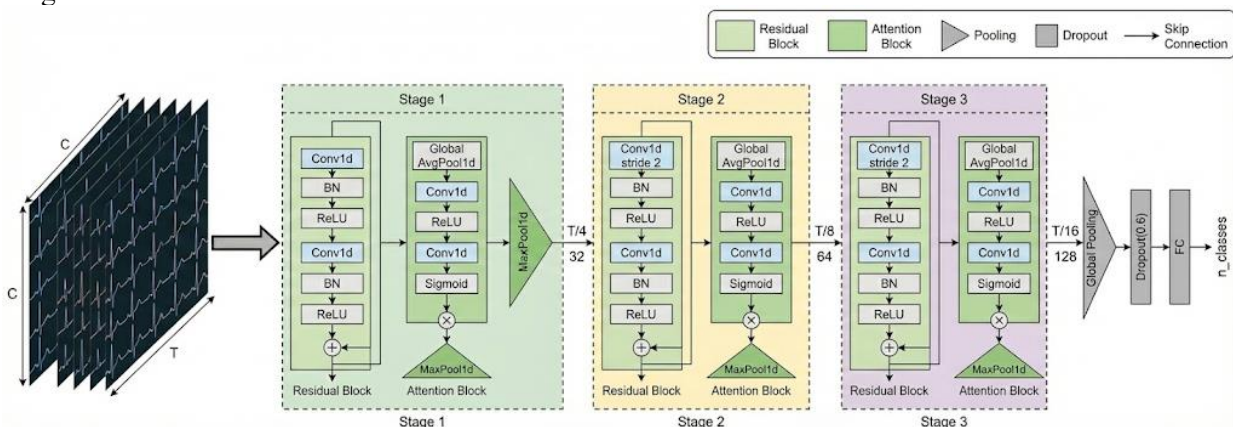 Residual
Block
Attention
Block
Pooling
Dropout
Skip
Connection
C
C
T
Stage 1
Conv1d
BN
ReLU
Conv1d
BN
ReLU
+
Residual Block
Global
AvgPool1d
Conv1d
ReLU
Conv1d
Sigmoid
×
MaxPool1d
Attention Block
MaxPool1d
Stage 1
T/4
32
Stage 2
Conv1d
stride 2
BN
ReLU
Conv1d
BN
ReLU
+
Residual Block
Global
AvgPool1d
Conv1d
ReLU
Conv1d
Sigmoid
×
MaxPool1d
Attention Block
Stage 2
T/8
64
Stage 3
Conv1d
stride 2
BN
ReLU
Conv1d
BN
ReLU
+
Residual Block
Global
AvgPool1d
Conv1d
ReLU
Conv1d
Sigmoid
×
MaxPool1d
Attention Block
Stage 3
T/16
128
Global Pooling
Dropout(0.6)
FC
n_classes